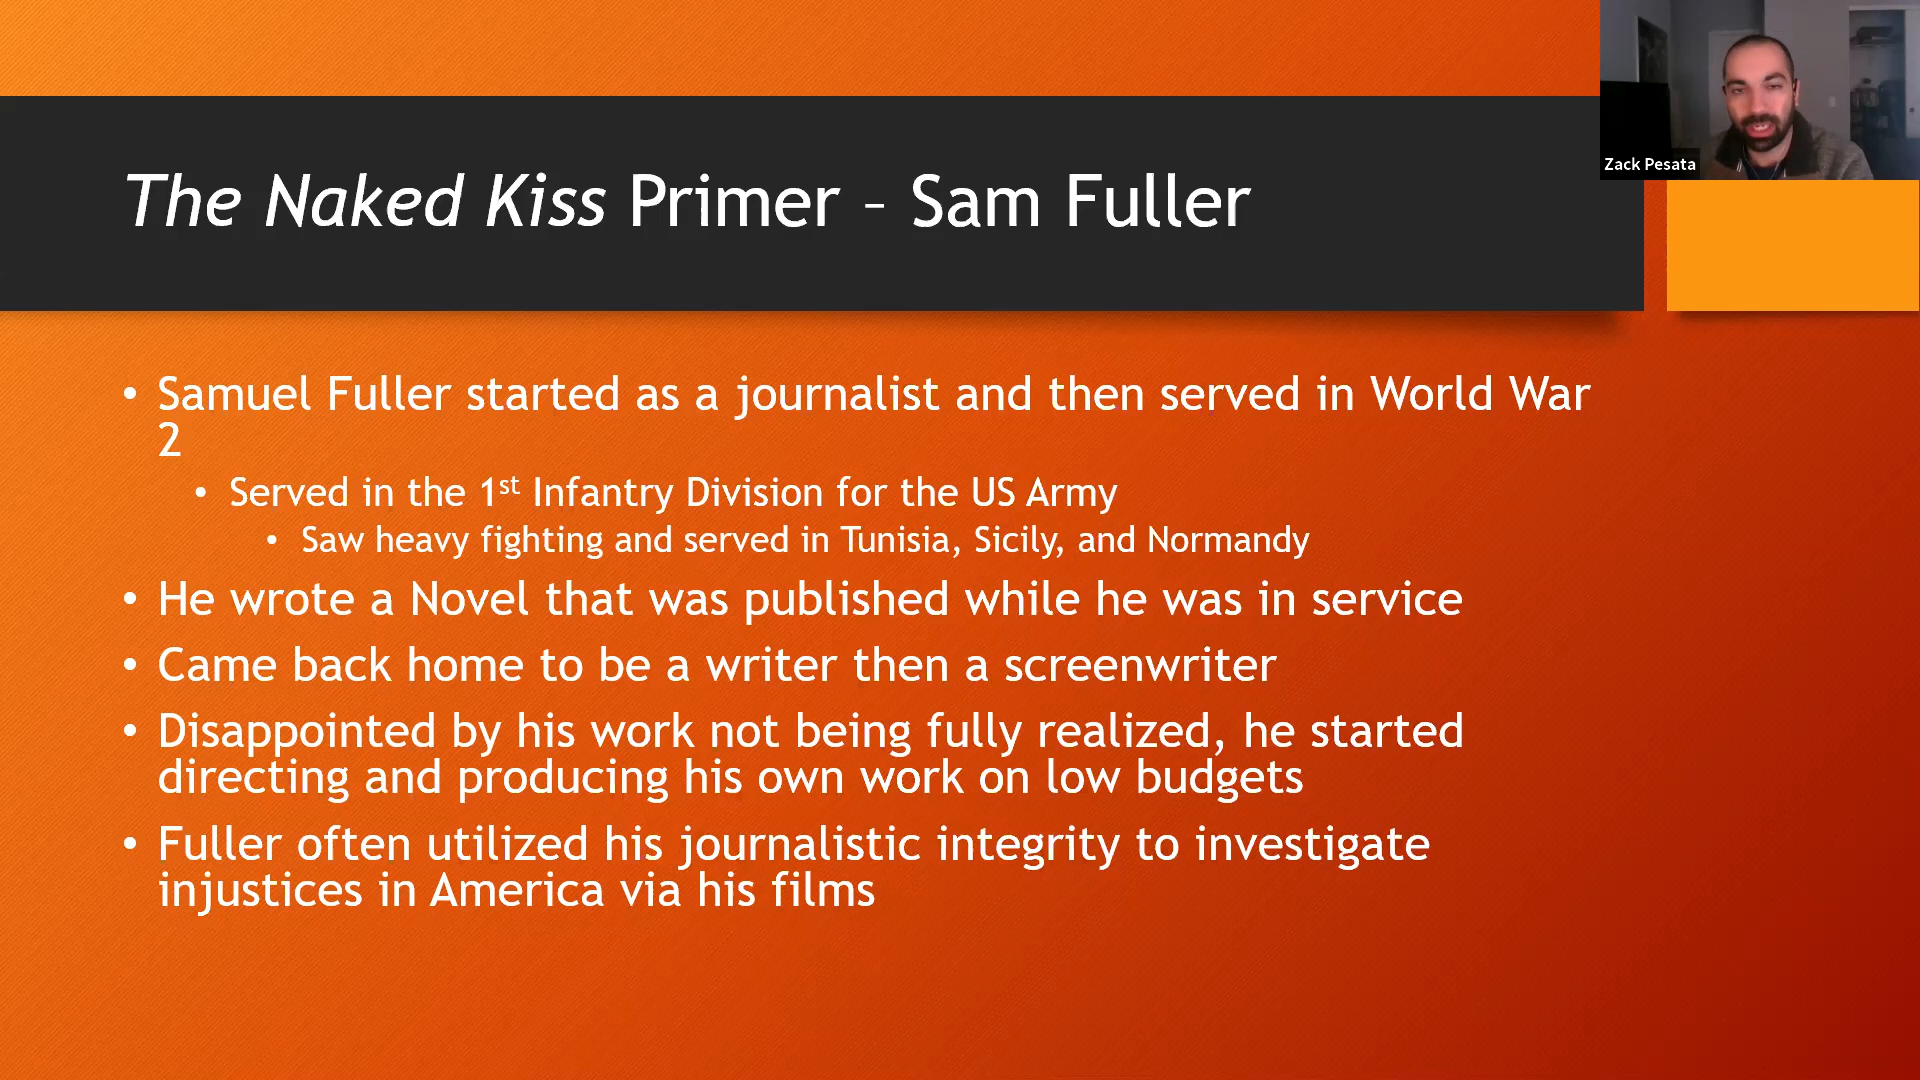 Zack Pesata
The Naked Kiss Primer – Sam Fuller
• Samuel Fuller started as a journalist and then served in World War
2
• Served in the 1st Infantry Division for the US Army
• Saw heavy fighting and served in Tunisia, Sicily, and Normandy
• He wrote a Novel that was published while he was in service
• Came back home to be a writer then a screenwriter
• Disappointed by his work not being fully realized, he started
directing and producing his own work on low budgets
• Fuller often utilized his journalistic integrity to investigate
injustices in America via his films